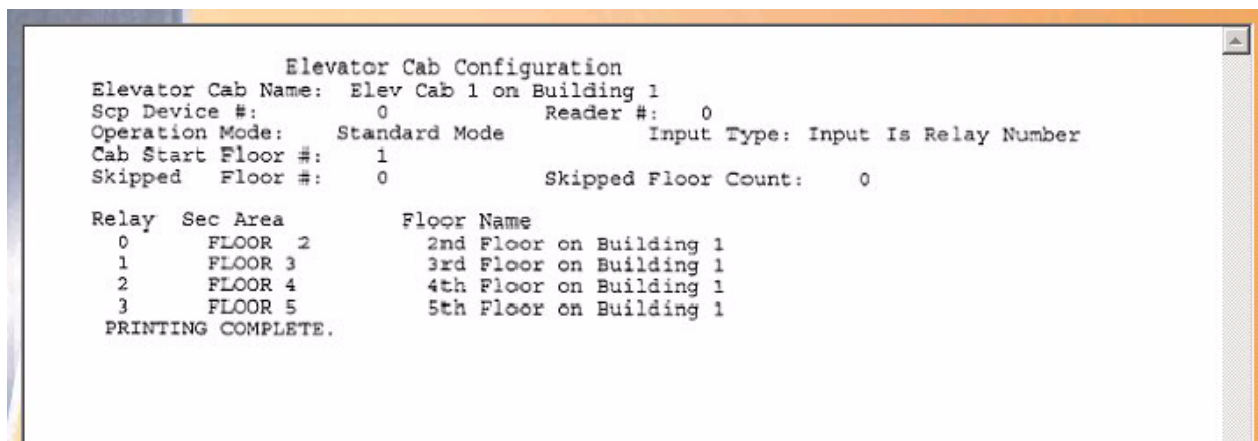 Elevator Cab Configuration
Elevator Cab Name: Elev Cab 1 on Building 1
Scp Device #: 0 Reader #: 0
Operation Mode: Standard Mode Input Type: Input Is Relay Number
Cab Start Floor #: 1
Skipped Floor #: 0 Skipped Floor Count: 0
Relay Sec Area Floor Name
0 FLOOR 2 2nd Floor on Building 1
1 FLOOR 3 3rd Floor on Building 1
2 FLOOR 4 4th Floor on Building 1
3 FLOOR 5 5th Floor on Building 1
PRINTING COMPLETE.